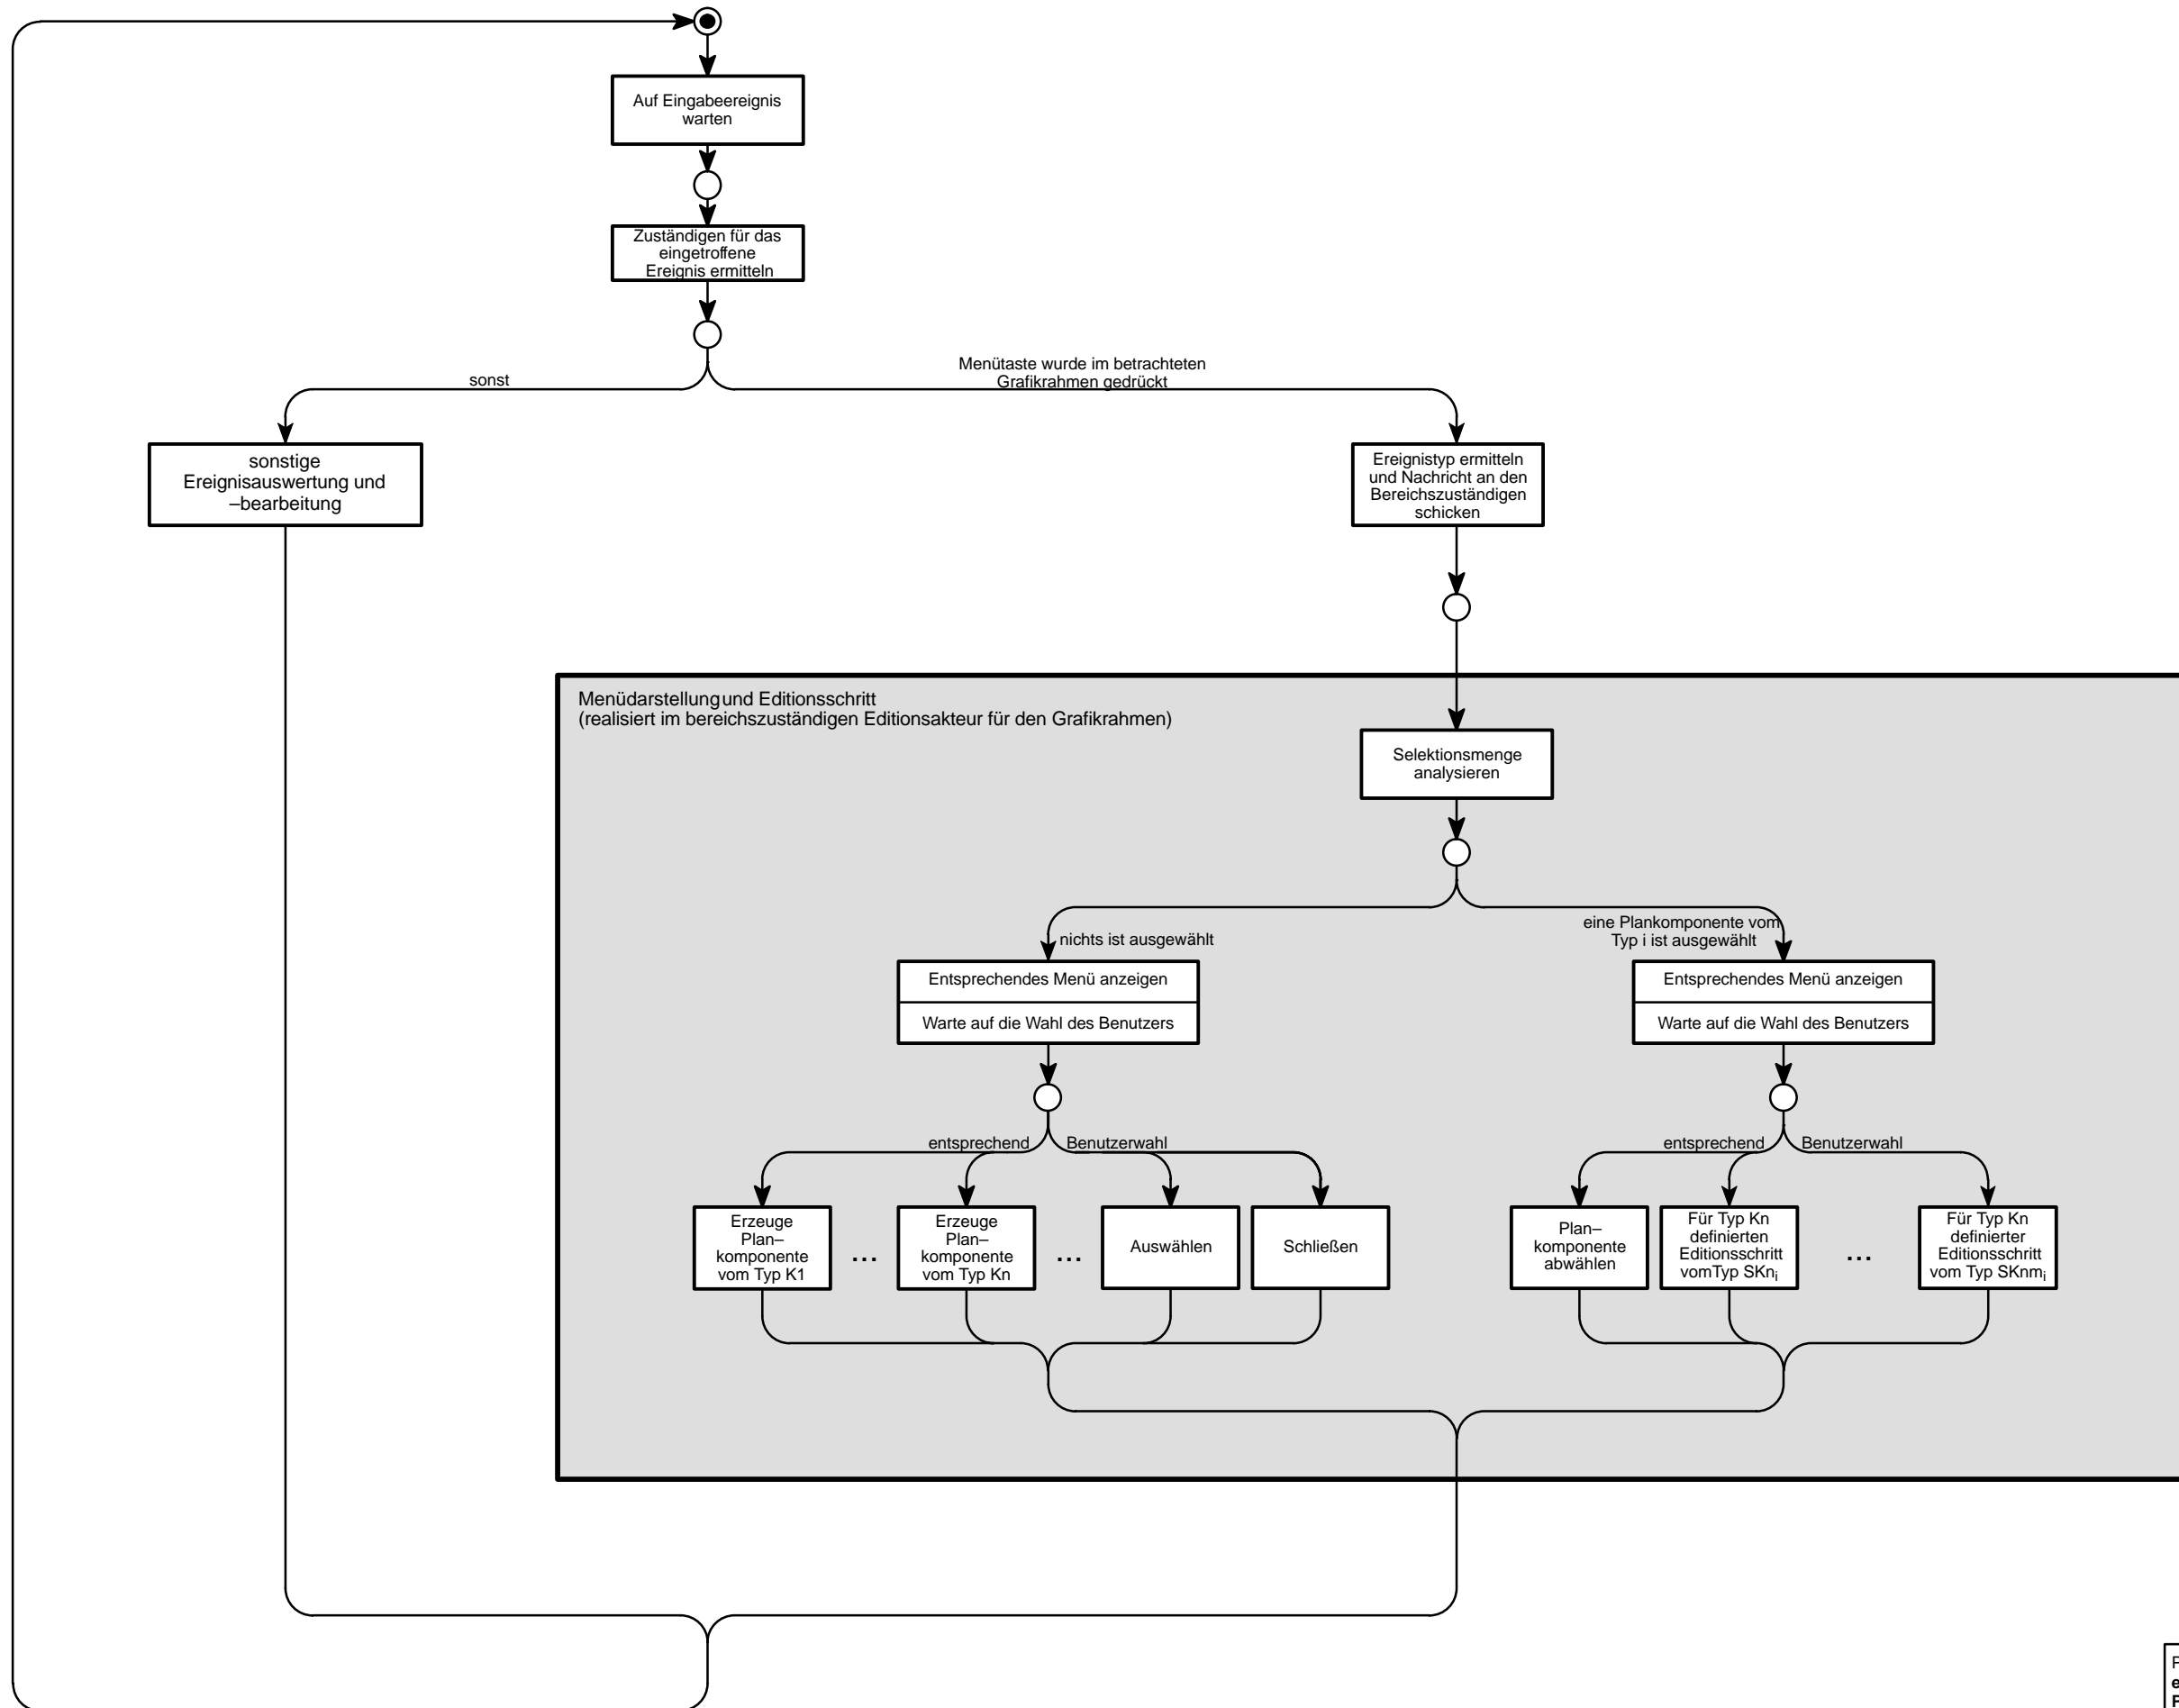 Auf Eingabeereignis
warten
Zuständigen für das
eingetroffene
Ereignis ermitteln
sonst
Menütaste wurde im betrachteten
Grafikrahmen gedrückt
sonstige
Ereignisauswertung und
–bearbeitung
Ereignistyp ermitteln
und Nachricht an den
Bereichszuständigen
schicken
Menüdarstellung und Editionsschritt
(realisiert im bereichszuständigen Editionsakteur für den Grafikrahmen)
Selektionsmenge
analysieren
nichts ist ausgewählt
eine Plankomponente vom
Typ i ist ausgewählt
Entsprechendes Menü anzeigen
Warte auf die Wahl des Benutzers
Entsprechendes Menü anzeigen
Warte auf die Wahl des Benutzers
entsprechend Benutzerwahl
entsprechend Benutzerwahl
Erzeuge
Plan–
komponente
vom Typ K1
...
Erzeuge
Plan–
komponente
vom Typ Kn
...
Auswählen
Schließen
Plan–
komponente
abwählen
Für Typ Kn
definierten
Editionsschritt
vomTyp SKni
...
Für Typ Kn
definierter
Editionsschritt
vom Typ SKnmi